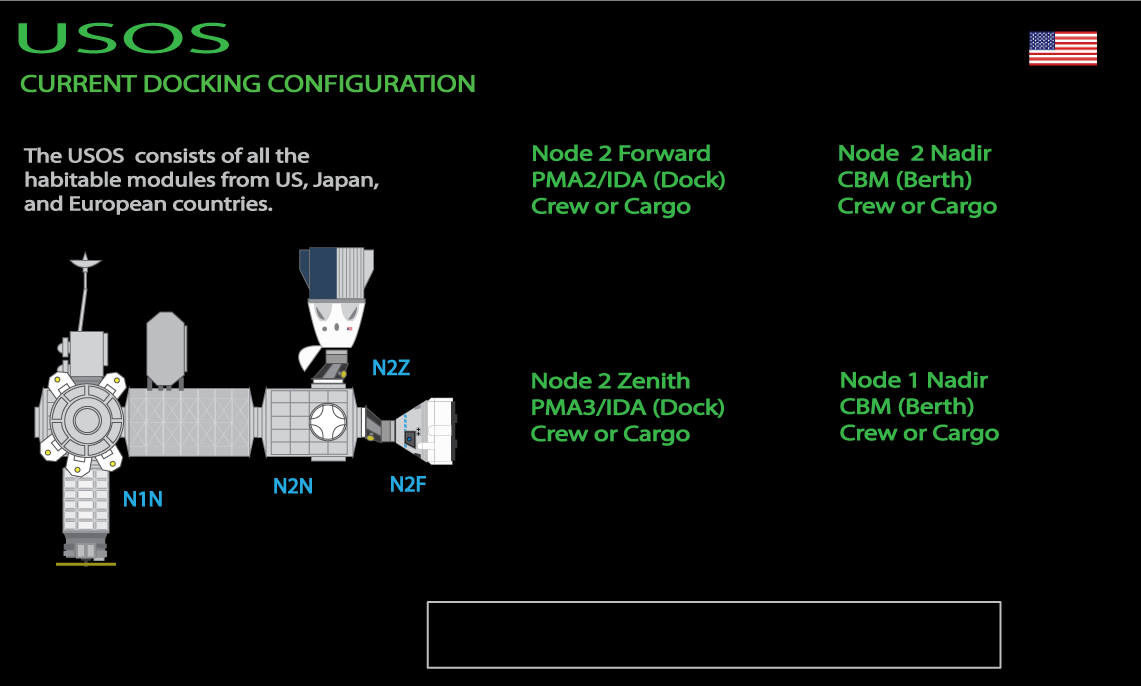 USOS
CURRENT DOCKING CONFIGURATION
The USOS  consists of all the
habitable modules from US, Japan,
and European countries.
Node 2 Forward
PMA2/IDA (Dock)
Crew or Cargo
Node  2 Nadir
CBM (Berth)
Crew or Cargo
N2Z
Node 2 Zenith
PMA3/IDA (Dock)
Crew or Cargo
Node 1 Nadir
CBM (Berth)
Crew or Cargo
N1N
N2N
N2F